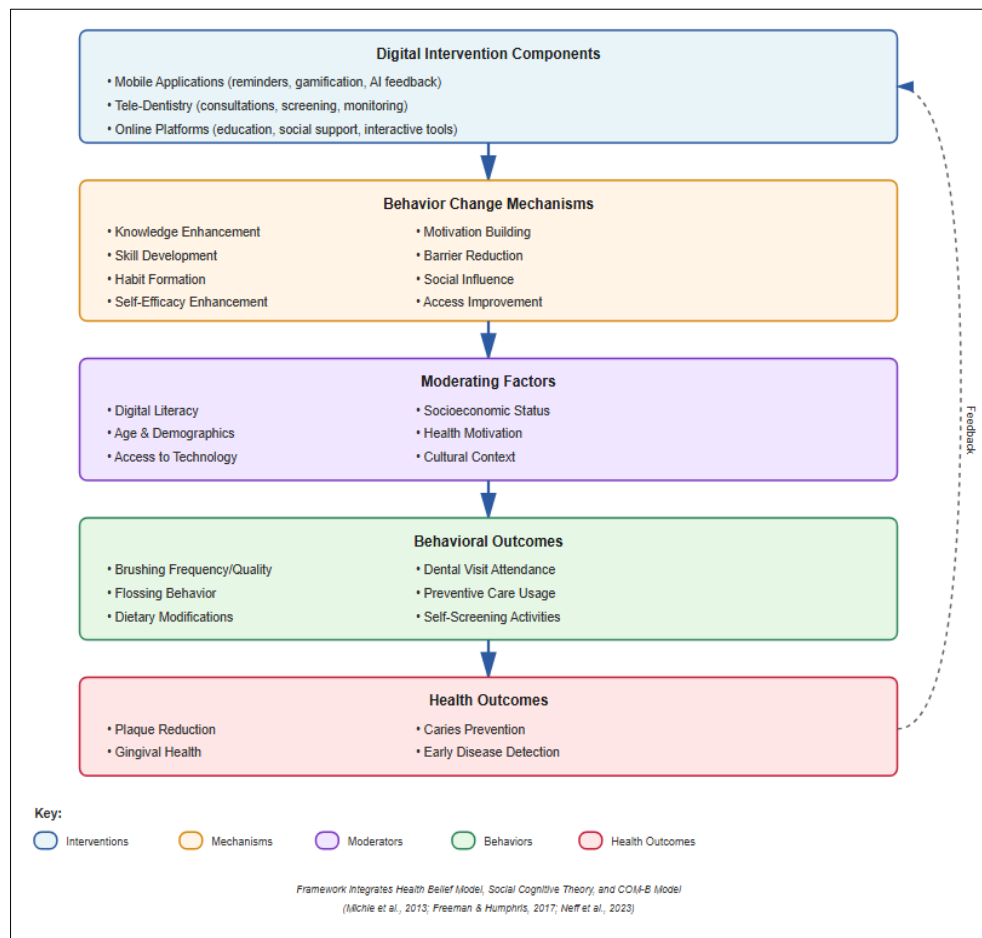 Digital Intervention Components
• Mobile Applications (reminders, gamification, AI feedback)
• Tele-Dentistry (consultations, screening, monitoring)
• Online Platforms (education, social support, interactive tools)
Behavior Change Mechanisms
• Knowledge Enhancement
• Skill Development
• Habit Formation
• Self-Efficacy Enhancement
• Motivation Building
• Barrier Reduction
• Social Influence
• Access Improvement
Moderating Factors
• Digital Literacy
• Age & Demographics
• Access to Technology
• Socioeconomic Status
• Health Motivation
• Cultural Context
Behavioral Outcomes
• Brushing Frequency/Quality
• Flossing Behavior
• Dietary Modifications
• Dental Visit Attendance
• Preventive Care Usage
• Self-Screening Activities
Health Outcomes
• Plaque Reduction
• Gingival Health
• Caries Prevention
• Early Disease Detection
Feedback
Key:
Interventions
Mechanisms
Moderators
Behaviors
Health Outcomes
Framework Integrates Health Belief Model, Social Cognitive Theory, and COM-B Model
(Michie et al., 2013; Freeman & Humphris, 2017; Neff et al., 2023)